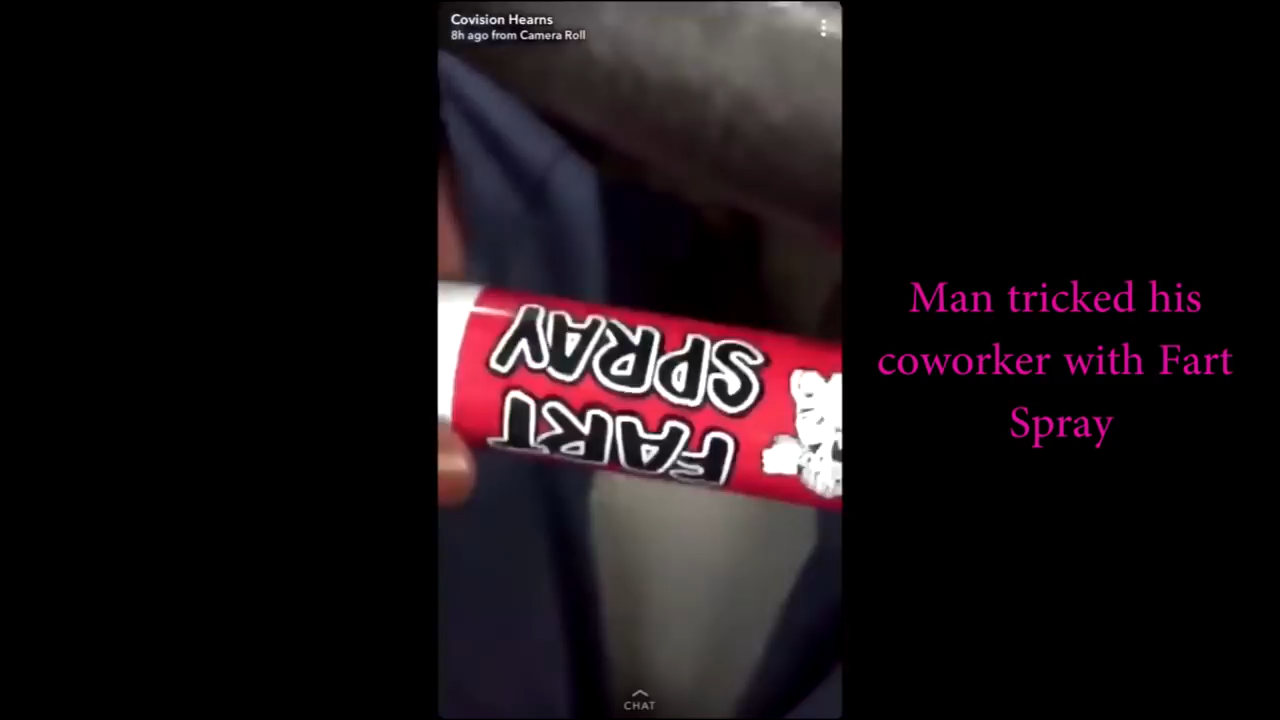 Covision Hearns
8h ago from Camera Roll
FART
SPRAY
Man tricked his
coworker with Fart
Spray
CHAT